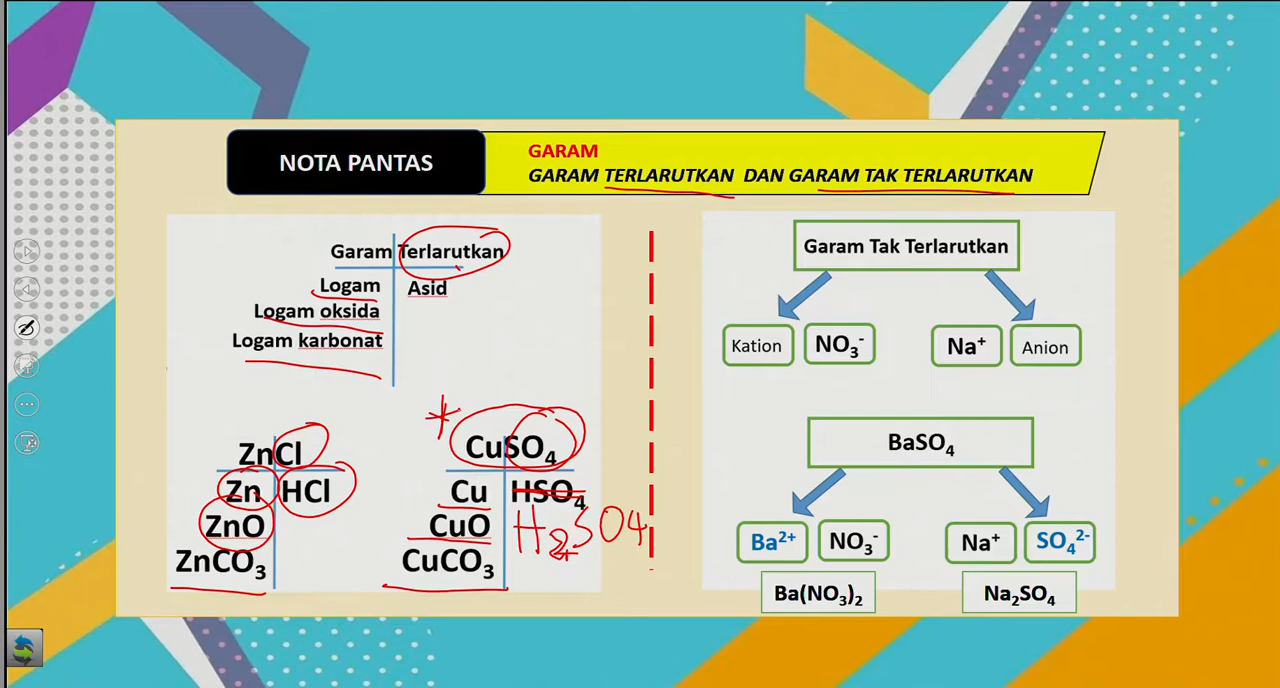 NOTA PANTAS
GARAM
GARAM TERLARUTKAN DAN GARAM TAK TERLARUTKAN
Garam Terlarutkan
Logam Asid
Logam oksida
Logam karbonat
ZnCl
Zn HCl
ZnO
ZnCO₃
* CuSO₄
Cu HSO₄
CuO H₂SO4
CuCO₃
Garam Tak Terlarutkan
Kation NO₃⁻ Na⁺ Anion
BaSO₄
Ba²⁺ NO₃⁻ Na⁺ SO₄²⁻
Ba(NO₃)₂ Na₂SO₄